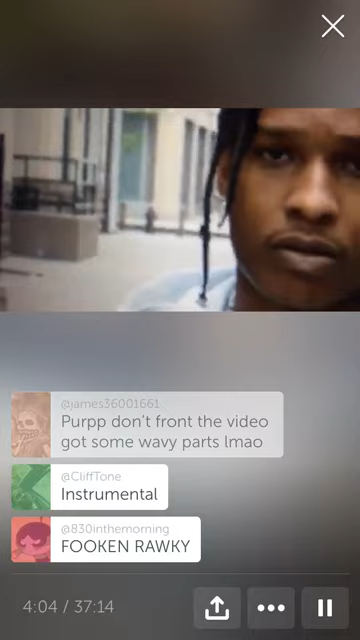 @james36001661
Purpp don't front the video
got some wavy parts lmao
@CliffTone
Instrumental
@830inthemorning
FOOKEN RAWKY
4:04 / 37:14